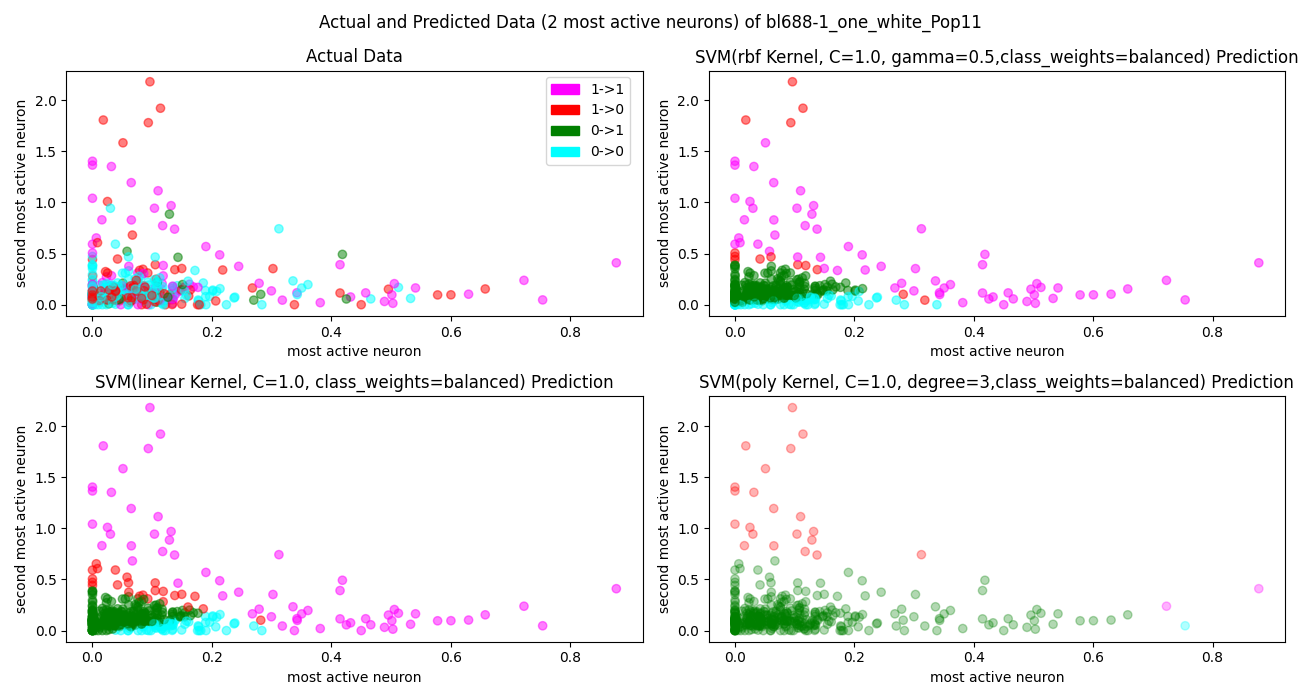 Actual and Predicted Data (2 most active neurons) of bl688-1_one_white_Pop11
Actual Data
second most active neuron
2.0
1.5
1.0
0.5
0.0
0.0 0.2 0.4 0.6 0.8
most active neuron
1->1
1->0
0->1
0->0
SVM(rbf Kernel, C=1.0, gamma=0.5,class_weights=balanced) Prediction
second most active neuron
2.0
1.5
1.0
0.5
0.0
0.0 0.2 0.4 0.6 0.8
most active neuron
SVM(linear Kernel, C=1.0, class_weights=balanced) Prediction
second most active neuron
2.0
1.5
1.0
0.5
0.0
0.0 0.2 0.4 0.6 0.8
most active neuron
SVM(poly Kernel, C=1.0, degree=3,class_weights=balanced) Prediction
second most active neuron
2.0
1.5
1.0
0.5
0.0
0.0 0.2 0.4 0.6 0.8
most active neuron